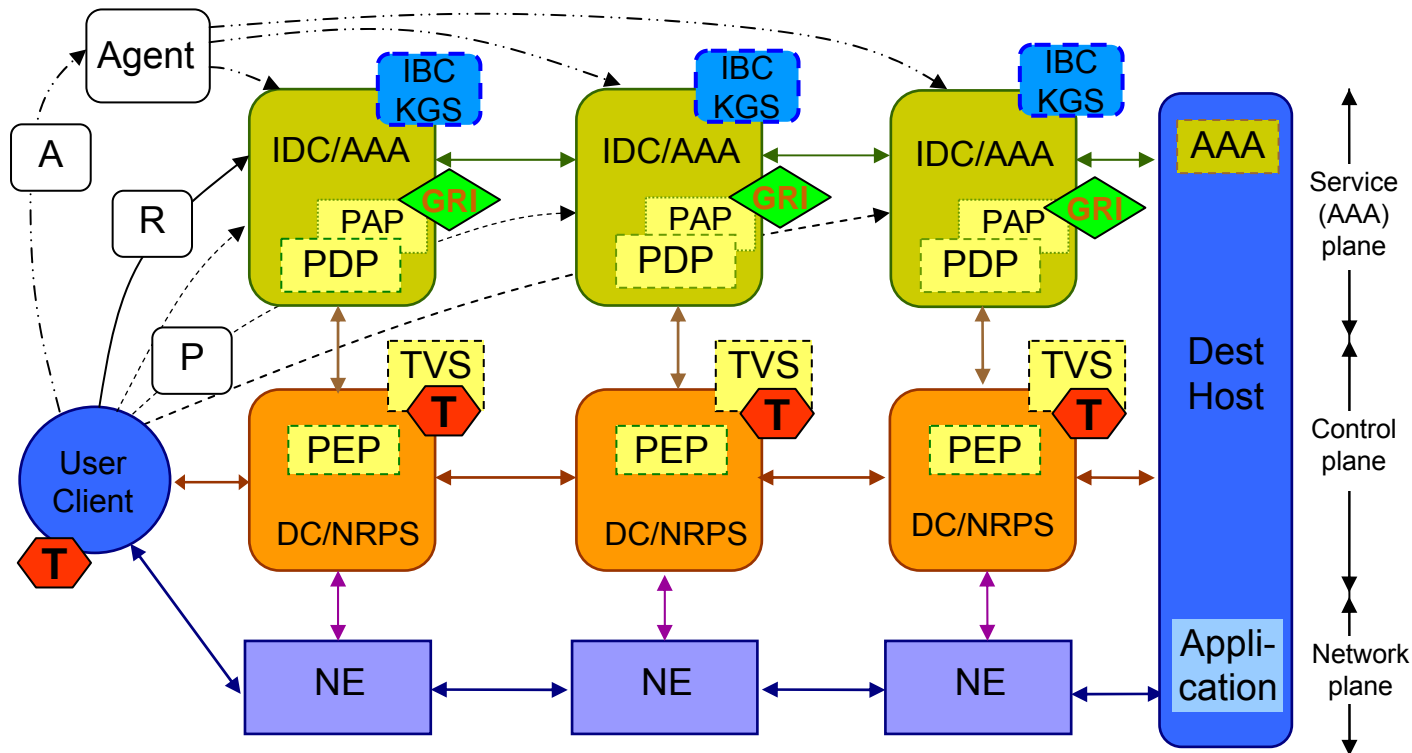 Agent
IBC
KGS
IBC
KGS
IBC
KGS
A
R
P
IDC/AAA
IDC/AAA
IDC/AAA
AAA
GRI
GRI
GRI
PAP
PAP
PAP
PDP
PDP
PDP
Service
(AAA)
plane
TVS
TVS
TVS
T
T
T
PEP
PEP
PEP
Dest
Host
Control
plane
User
Client
T
DC/NRPS
DC/NRPS
DC/NRPS
NE
NE
NE
Appli-
cation
Network
plane